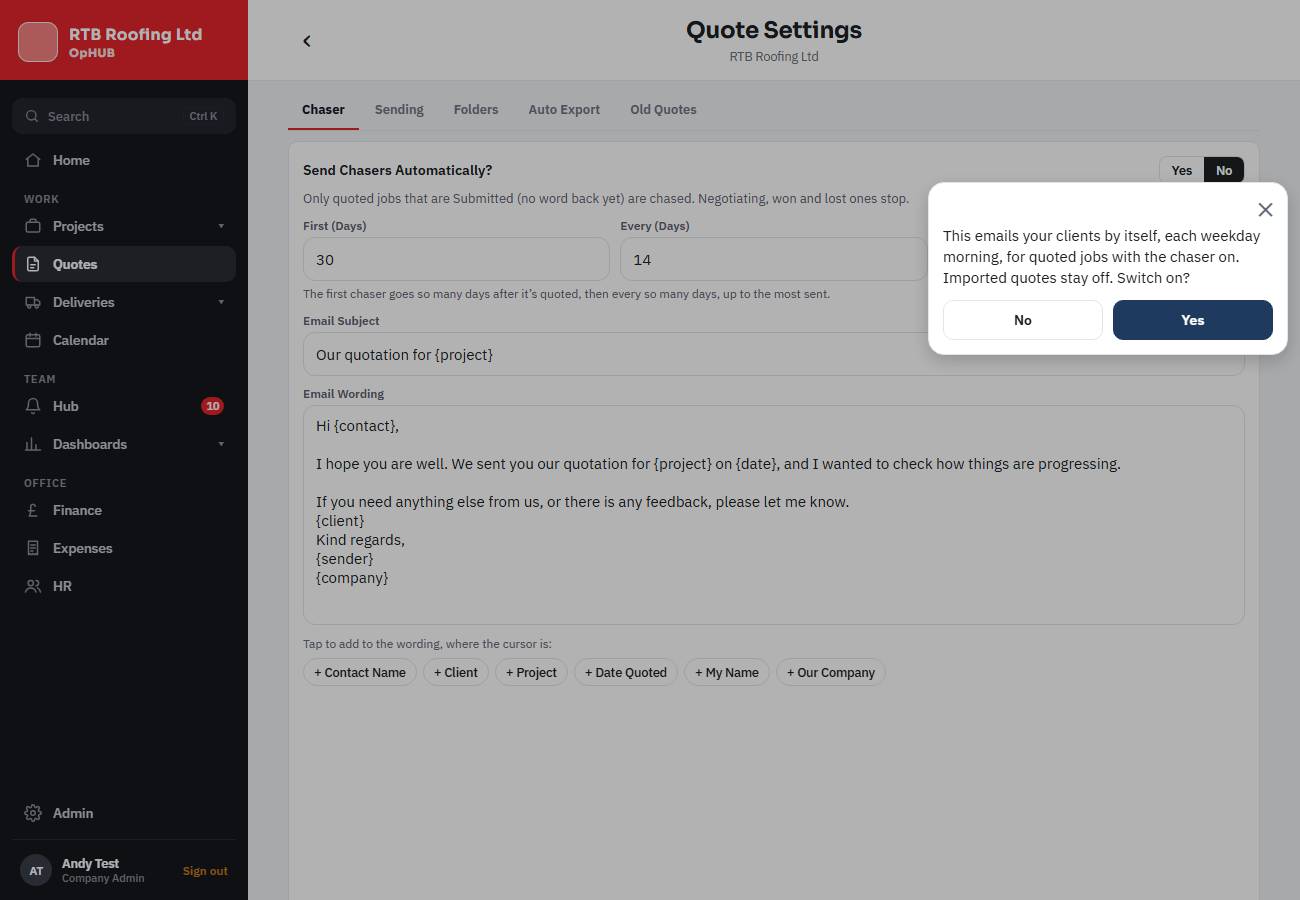 RTB Roofing Ltd
OpHUB
Search Ctrl K
Home
WORK
Projects
Quotes
Deliveries
Calendar
TEAM
Hub 10
Dashboards
OFFICE
Finance
Expenses
HR
Admin
AT
Andy Test
Company Admin
Sign out
Quote Settings
RTB Roofing Ltd
Chaser Sending Folders Auto Export Old Quotes
Send Chasers Automatically? Yes No
Only quoted jobs that are Submitted (no word back yet) are chased. Negotiating, won and lost ones stop.
First (Days) Every (Days)
30 14
The first chaser goes so many days after it’s quoted, then every so many days, up to the most sent.
Email Subject
Our quotation for {project}
Email Wording
Hi {contact},
I hope you are well. We sent you our quotation for {project} on {date}, and I wanted to check how things are progressing.
If you need anything else from us, or there is any feedback, please let me know.
{client}
Kind regards,
{sender}
{company}
Tap to add to the wording, where the cursor is:
+ Contact Name + Client + Project + Date Quoted + My Name + Our Company
This emails your clients by itself, each weekday
morning, for quoted jobs with the chaser on.
Imported quotes stay off. Switch on?
No Yes